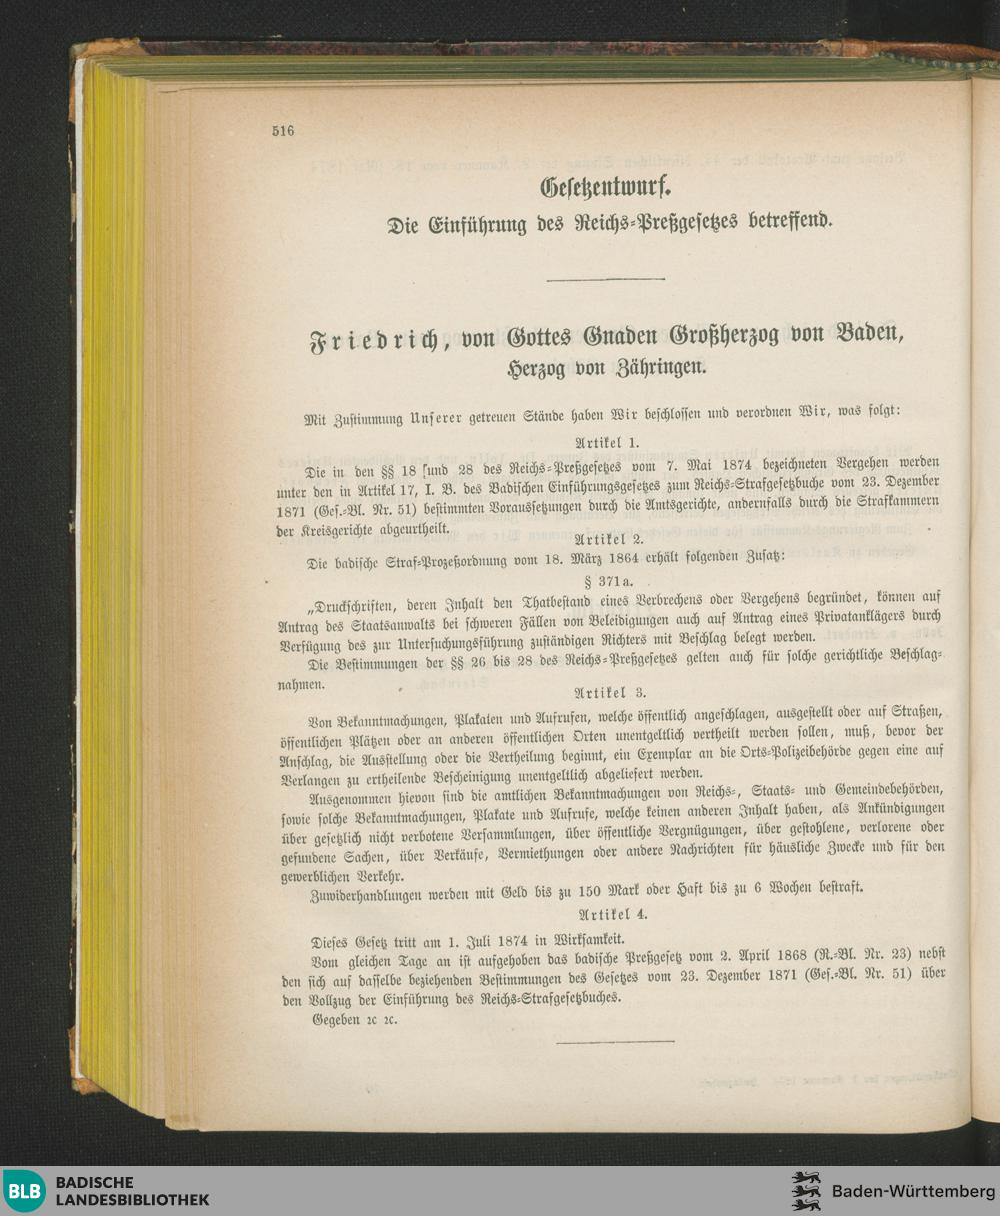 516
Gesetzentwurf.
Die Einführung des Reichs-Preßgesetzes betreffend.
Friedrich, von Gottes Gnaden Großherzog von Baden,
Herzog von Zähringen.
Mit Zustimmung Unserer getreuen Stände haben Wir beschlossen und verordnen Wir, was folgt:
Artikel 1.
Die in den §§ 18 [und 28 des Reichs-Preßgesetzes vom 7. Mai 1874 bezeichneten Vergehen werden
unter den in Artikel 17, I. B. des Badischen Einführungsgesetzes zum Reichs-Strafgesetzbuche vom 23. Dezember
1871 (Ges.-Bl. Nr. 51) bestimmten Voraussetzungen durch die Amtsgerichte, andernfalls durch die Strafkammern
der Kreisgerichte abgeurtheilt.
Artikel 2.
Die badische Straf-Prozeßordnung vom 18. März 1864 erhält folgenden Zusatz:
§ 371a.
„Druckschriften, deren Inhalt den Thatbestand eines Verbrechens oder Vergehens begründet, können auf
Antrag des Staatsanwalts bei schweren Fällen von Beleidigungen auch auf Antrag eines Privatanklägers durch
Verfügung des zur Untersuchungsführung zuständigen Richters mit Beschlag belegt werden.
Die Bestimmungen der §§ 26 bis 28 des Reichs-Preßgesetzes gelten auch für solche gerichtliche Beschlag-
nahmen.
Artikel 3.
Von Bekanntmachungen, Plakaten und Aufrufen, welche öffentlich angeschlagen, ausgestellt oder auf Straßen,
öffentlichen Plätzen oder an anderen öffentlichen Orten unentgeltlich vertheilt werden sollen, muß, bevor der
Anschlag, die Ausstellung oder die Vertheilung beginnt, ein Exemplar an die Orts-Polizeibehörde gegen eine auf
Verlangen zu ertheilende Bescheinigung unentgeltlich abgeliefert werden.
Ausgenommen hievon sind die amtlichen Bekanntmachungen von Reichs-, Staats- und Gemeindebehörden,
sowie solche Bekanntmachungen, Plakate und Aufrufe, welche keinen anderen Inhalt haben, als Ankündigungen
über gesetzlich nicht verbotene Versammlungen, über öffentliche Vergnügungen, über gestohlene, verlorene oder
gefundene Sachen, über Verkäufe, Vermiethungen oder andere Nachrichten für häusliche Zwecke und für den
gewerblichen Verkehr.
Zuwiderhandlungen werden mit Geld bis zu 150 Mark oder Haft bis zu 6 Wochen bestraft.
Artikel 4.
Dieses Gesetz tritt am 1. Juli 1874 in Wirksamkeit.
Vom gleichen Tage an ist aufgehoben das badische Preßgesetz vom 2. April 1868 (R.-Bl. Nr. 23) nebst
den sich auf dasselbe beziehenden Bestimmungen des Gesetzes vom 23. Dezember 1871 (Ges.-Bl. Nr. 51) über
den Vollzug der Einführung des Reichs-Strafgesetzbuches.
Gegeben ꝛc ꝛc.
BLB BADISCHE
LANDESBIBLIOTHEK
Baden-Württemberg